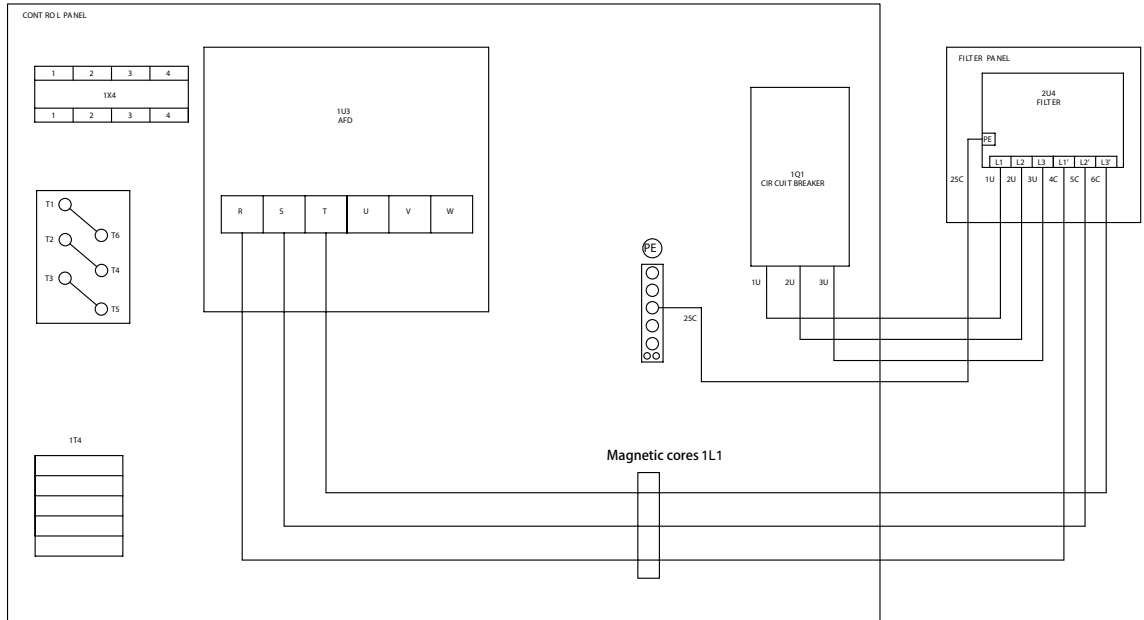 CONTROL PANEL
1 2 3 4
1X4
1 2 3 4
1U3
AFD
R S T U V W
T1
T6
T2
T4
T3
T5
1T4
PE
25C
1Q1
CIRCUIT BREAKER
1U 2U 3U
FILTER PANEL
2U4
FILTER
PE
L1 L2 L3 L1' L2' L3'
25C 1U 2U 3U 4C 5C 6C
Magnetic cores 1L1